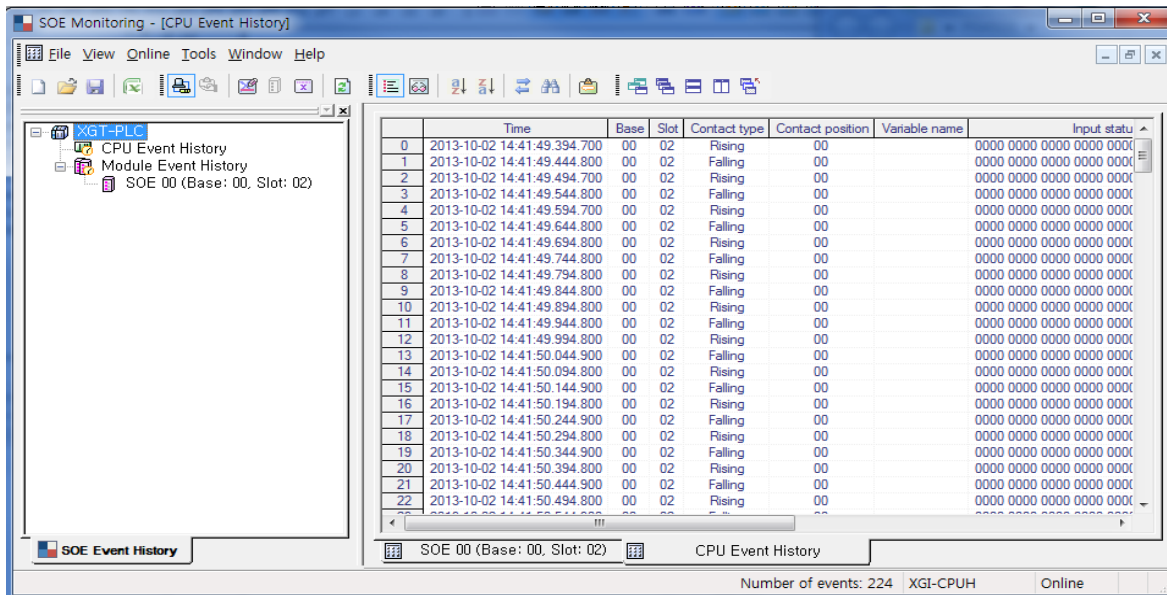 SOE Monitoring - [CPU Event History]
File View Online Tools Window Help
XGT-PLC
CPU Event History
Module Event History
SOE 00 (Base: 00, Slot: 02)
SOE Event History
Time Base Slot Contact type Contact position Variable name Input statu
0 2013-10-02 14:41:49.394.700 00 02 Rising 00 0000 0000 0000 0000 000(
1 2013-10-02 14:41:49.444.800 00 02 Falling 00 0000 0000 0000 0000 000(
2 2013-10-02 14:41:49.494.700 00 02 Rising 00 0000 0000 0000 0000 000(
3 2013-10-02 14:41:49.544.800 00 02 Falling 00 0000 0000 0000 0000 000(
4 2013-10-02 14:41:49.594.700 00 02 Rising 00 0000 0000 0000 0000 000(
5 2013-10-02 14:41:49.644.800 00 02 Falling 00 0000 0000 0000 0000 000(
6 2013-10-02 14:41:49.694.800 00 02 Rising 00 0000 0000 0000 0000 000(
7 2013-10-02 14:41:49.744.800 00 02 Falling 00 0000 0000 0000 0000 000(
8 2013-10-02 14:41:49.794.800 00 02 Rising 00 0000 0000 0000 0000 000(
9 2013-10-02 14:41:49.844.800 00 02 Falling 00 0000 0000 0000 0000 000(
10 2013-10-02 14:41:49.894.800 00 02 Rising 00 0000 0000 0000 0000 000(
11 2013-10-02 14:41:49.944.800 00 02 Falling 00 0000 0000 0000 0000 000(
12 2013-10-02 14:41:49.994.800 00 02 Rising 00 0000 0000 0000 0000 000(
13 2013-10-02 14:41:50.044.900 00 02 Falling 00 0000 0000 0000 0000 000(
14 2013-10-02 14:41:50.094.800 00 02 Rising 00 0000 0000 0000 0000 000(
15 2013-10-02 14:41:50.144.900 00 02 Falling 00 0000 0000 0000 0000 000(
16 2013-10-02 14:41:50.194.800 00 02 Rising 00 0000 0000 0000 0000 000(
17 2013-10-02 14:41:50.244.900 00 02 Falling 00 0000 0000 0000 0000 000(
18 2013-10-02 14:41:50.294.800 00 02 Rising 00 0000 0000 0000 0000 000(
19 2013-10-02 14:41:50.344.900 00 02 Falling 00 0000 0000 0000 0000 000(
20 2013-10-02 14:41:50.394.800 00 02 Rising 00 0000 0000 0000 0000 000(
21 2013-10-02 14:41:50.444.900 00 02 Falling 00 0000 0000 0000 0000 000(
22 2013-10-02 14:41:50.494.800 00 02 Rising 00 0000 0000 0000 0000 000(
SOE 00 (Base: 00, Slot: 02) CPU Event History
Number of events: 224 XGI-CPUH Online